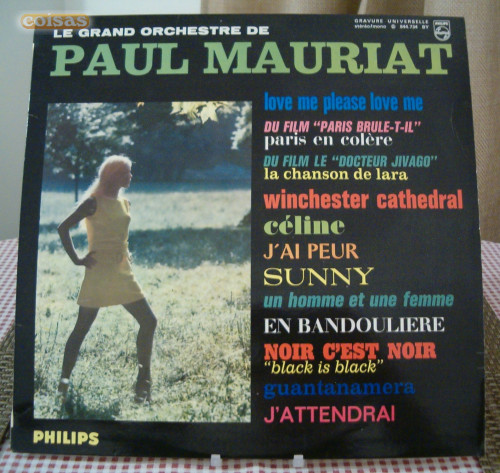 coisas
LE GRAND ORCHESTRE DE
PAUL MAURIAT
GRAVURE UNIVERSELLE
PHILIPS
love me please love me
DU FILM "PARIS BRULE-T-IL"
paris en colère
DU FILM LE "DOCTEUR JIVAGO"
la chanson de lara
winchester cathedral
céline
J'AI PEUR
SUNNY
un homme et une femme
EN BANDOULIERE
NOIR C'EST NOIR
"black is black"
guantanamera
J'ATTENDRAI
PHILIPS